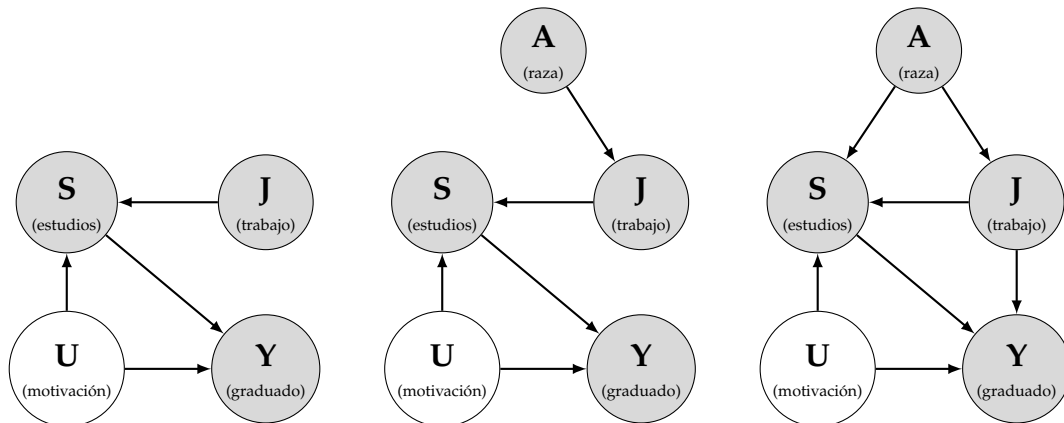 S
(estudios)
J
(trabajo)
U
(motivación)
Y
(graduado)
A
(raza)
S
(estudios)
J
(trabajo)
U
(motivación)
Y
(graduado)
A
(raza)
S
(estudios)
J
(trabajo)
U
(motivación)
Y
(graduado)